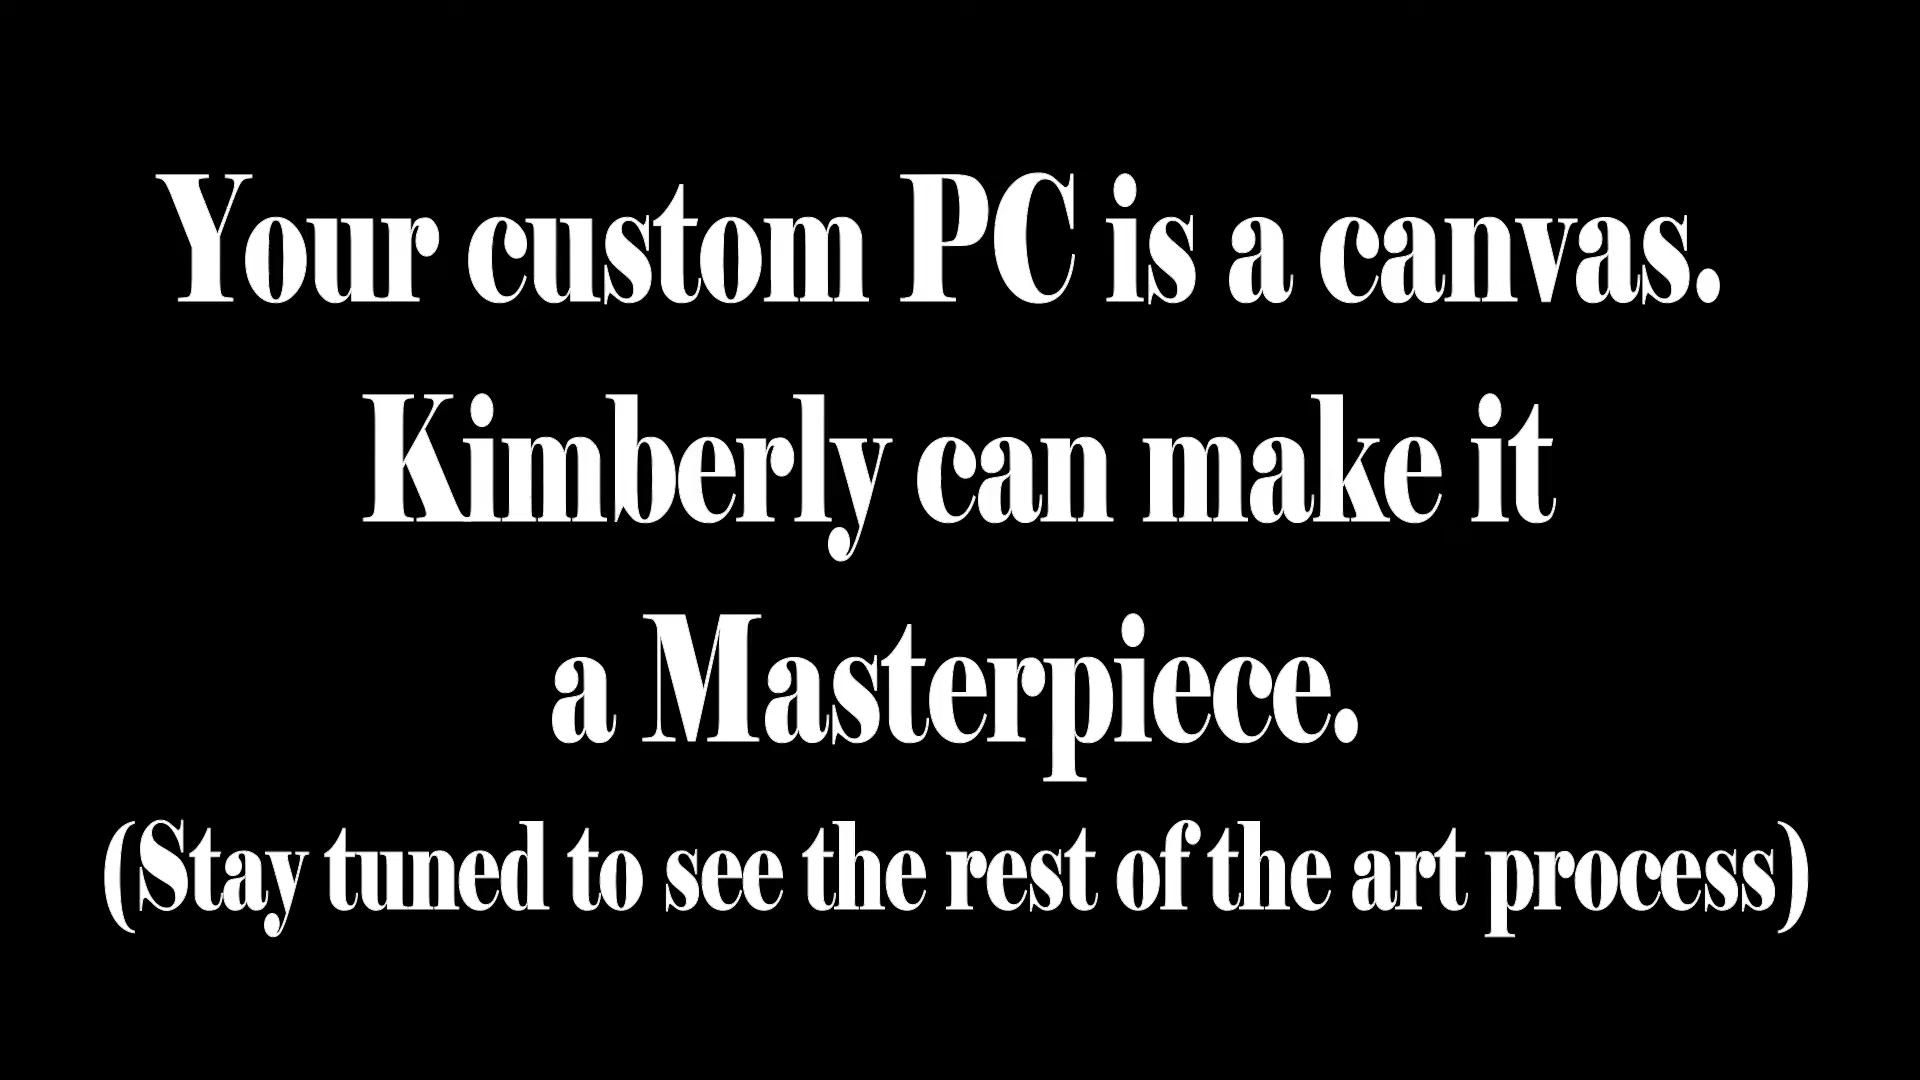 Your custom PC is a canvas.
Kimberly can make it
a Masterpiece.
(Stay tuned to see the rest of the art process)